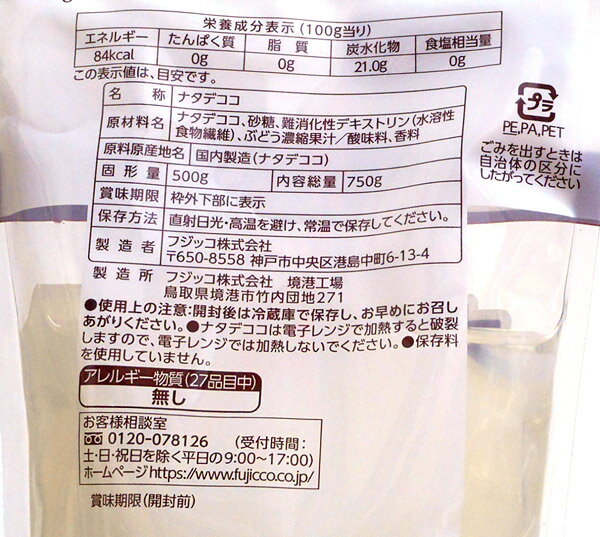 栄養成分表示(100g当り)
エネルギー たんぱく質 脂 質 炭水化物 食塩相当量
84kcal 0g 0g 21.0g 0g
この表示値は、目安です。
名 称 ナタデココ
原材料名 ナタデココ、砂糖、難消化性デキストリン(水溶性
食物繊維)、ぶどう濃縮果汁/酸味料、香料
原料原産地名 国内製造(ナタデココ)
固 形 量 500g 内容総量 750g
賞味期限 枠外下部に表示
保存方法 直射日光・高温を避け、常温で保存してください。
製 造 者 フジッコ株式会社
〒650-8558 神戸市中央区港島中町6-13-4
製 造 所 フジッコ株式会社 境港工場
鳥取県境港市竹内団地271
●使用上の注意:開封後は冷蔵庫で保存し、お早めにお召し
あがりください。●ナタデココは電子レンジで加熱すると破裂
しますので、電子レンジでは加熱しないでください。●保存料
を使用していません。
アレルギー物質(27品目中)
無し
お客様相談室
0120-078126 (受付時間:
土・日・祝日を除く平日の9:00~17:00)
ホームページhttps://www.fujicco.co.jp/
賞味期限(開封前)
プラ
PE,PA,PET
ごみを出すときは
自治体の区分に
したがってください